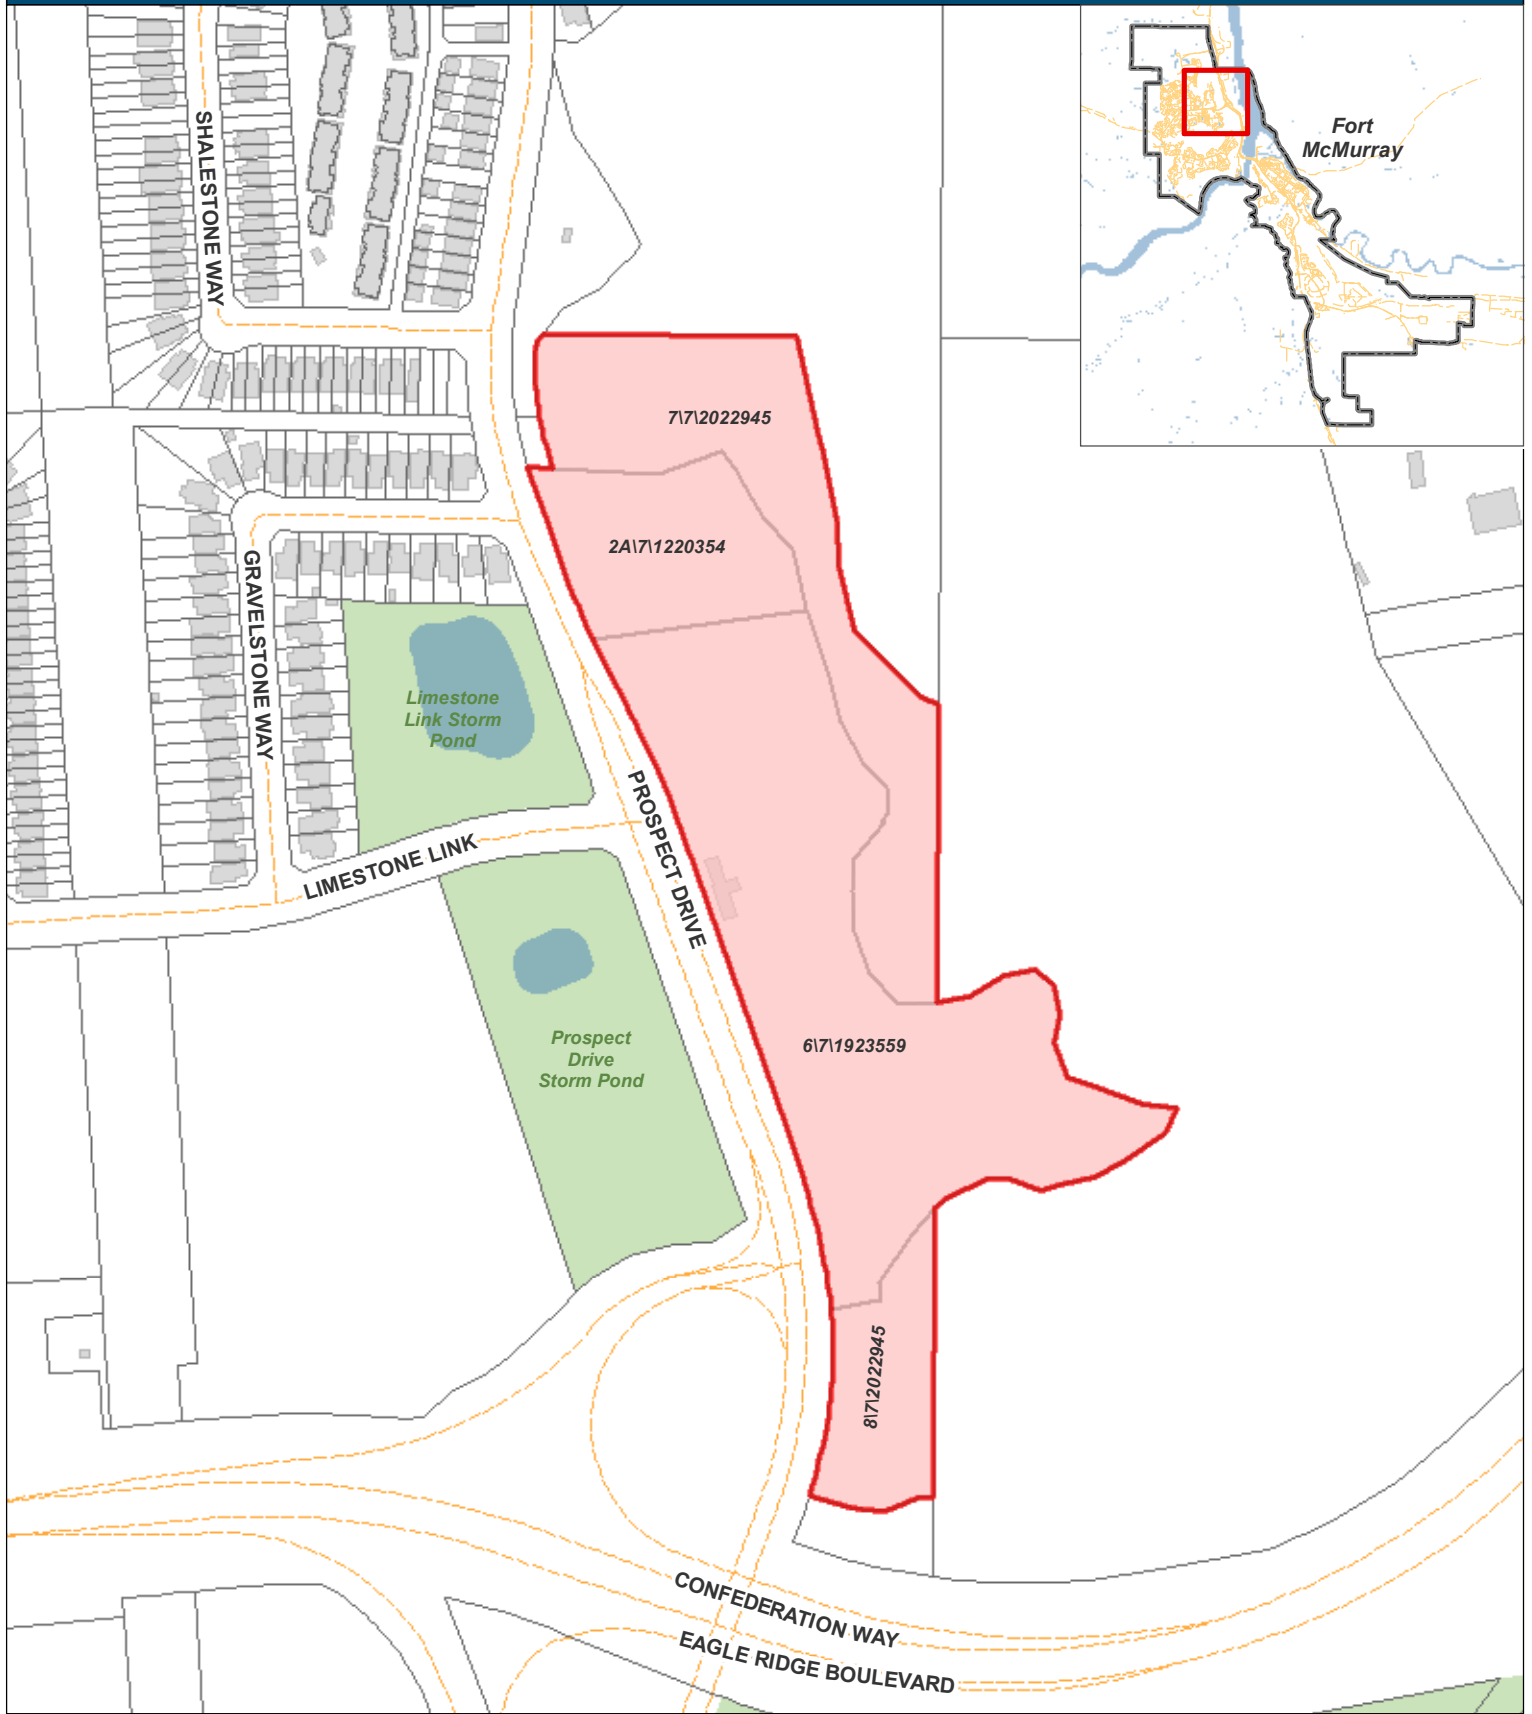 Fort
McMurray
SHALESTONE WAY
7\7\2022945
2A\7\1220354
GRAVELSTONE WAY
Limestone
Link Storm
Pond
PROSPECT DRIVE
LIMESTONE LINK
Prospect
Drive
Storm Pond
6\7\1923559
8\7\2022945
CONFEDERATION WAY
EAGLE RIDGE BOULEVARD